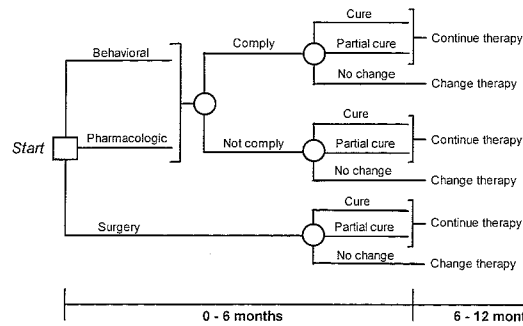 Cure
Behavioral
Comply
Partial cure
Continue therapy
No change
Change therapy
Start
Pharmacologic
Not comply
Cure
Partial cure
Continue therapy
No change
Change therapy
Surgery
Cure
Partial cure
Continue therapy
No change
Change therapy
0 - 6 months
6 - 12 mont